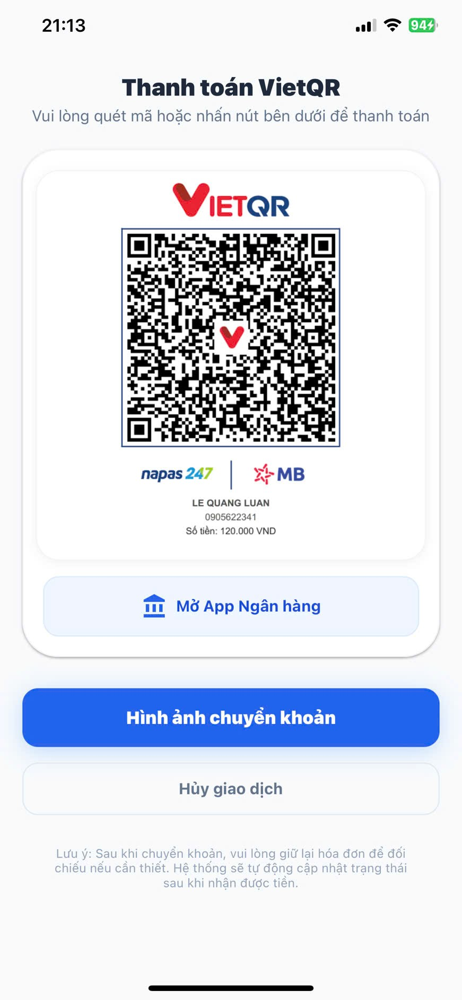 21:13
94
Thanh toán VietQR
Vui lòng quét mã hoặc nhấn nút bên dưới để thanh toán
VIETQR
napas 247
MB
LE QUANG LUAN
0905622341
Số tiền: 120.000 VND
Mở App Ngân hàng
Hình ảnh chuyển khoản
Hủy giao dịch
Lưu ý: Sau khi chuyển khoản, vui lòng giữ lại hóa đơn để đối
chiếu nếu cần thiết. Hệ thống sẽ tự động cập nhật trạng thái
sau khi nhận được tiền.